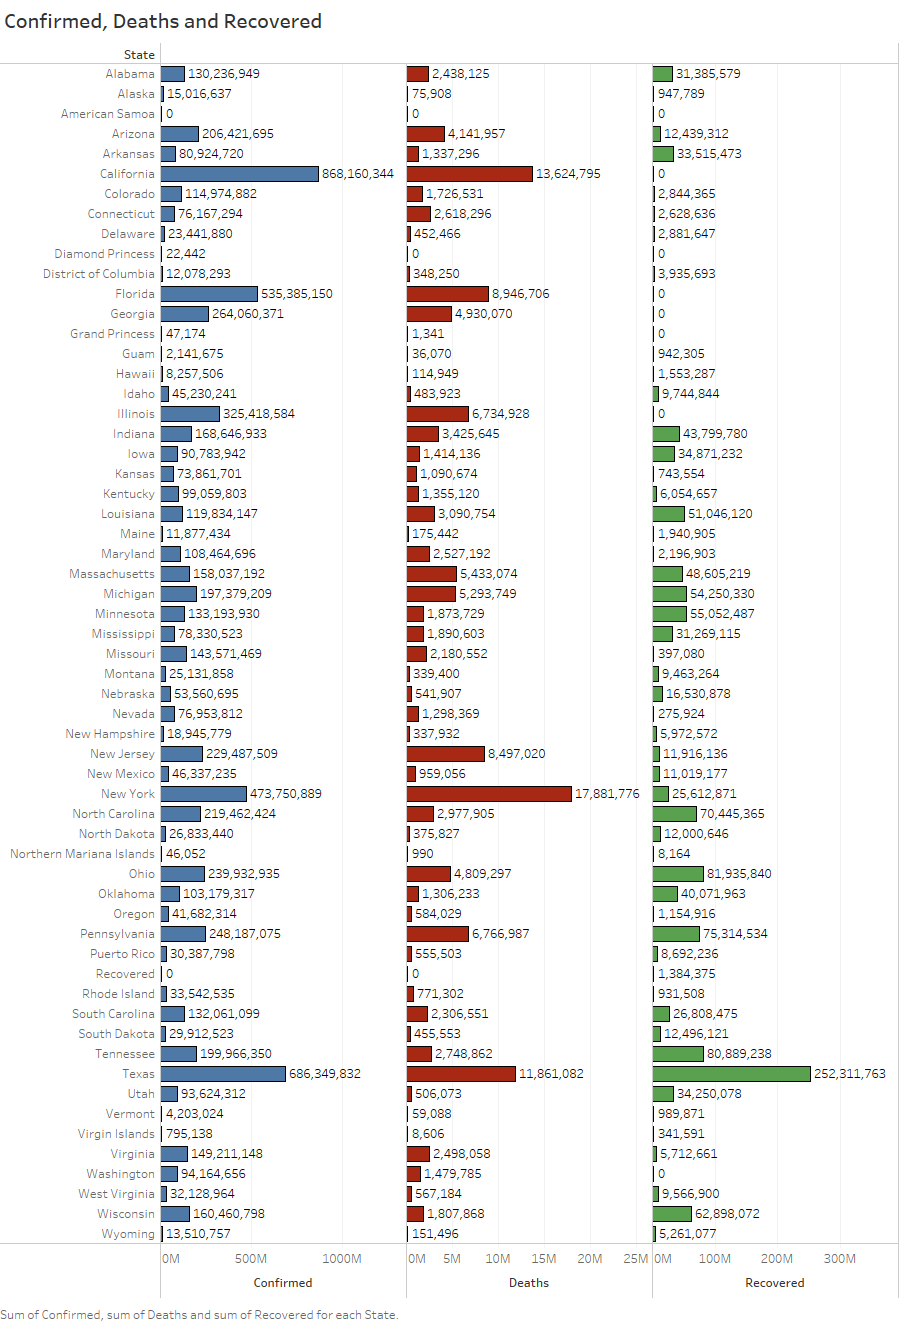 Confirmed, Deaths and Recovered
State
Alabama 130,236,949 2,438,125 31,385,579
Alaska 15,016,637 75,908 947,789
American Samoa 0 0 0
Arizona 206,421,695 4,141,957 12,439,312
Arkansas 80,924,720 1,337,296 33,515,473
California 868,160,344 13,624,795 0
Colorado 114,974,882 1,726,531 2,844,365
Connecticut 76,167,294 2,618,296 2,628,636
Delaware 23,441,880 452,466 2,881,647
Diamond Princess 22,442 0 0
District of Columbia 12,078,293 348,250 3,935,693
Florida 535,385,150 8,946,706 0
Georgia 264,060,371 4,930,070 0
Grand Princess 47,174 1,341 0
Guam 2,141,675 36,070 942,305
Hawaii 8,257,506 114,949 1,553,287
Idaho 45,230,241 483,923 9,744,844
Illinois 325,418,584 6,734,928 0
Indiana 168,646,933 3,425,645 43,799,780
Iowa 90,783,942 1,414,136 34,871,232
Kansas 73,861,701 1,090,674 743,554
Kentucky 99,059,803 1,355,120 6,054,657
Louisiana 119,834,147 3,090,754 51,046,120
Maine 11,877,434 175,442 1,940,905
Maryland 108,464,696 2,527,192 2,196,903
Massachusetts 158,037,192 5,433,074 48,605,219
Michigan 197,379,209 5,293,749 54,250,330
Minnesota 133,193,930 1,873,729 55,052,487
Mississippi 78,330,523 1,890,603 31,269,115
Missouri 143,571,469 2,180,552 397,080
Montana 25,131,858 339,400 9,463,264
Nebraska 53,560,695 541,907 16,530,878
Nevada 76,953,812 1,298,369 275,924
New Hampshire 18,945,779 337,932 5,972,572
New Jersey 229,487,509 8,497,020 11,916,136
New Mexico 46,337,235 959,056 11,019,177
New York 473,750,889 17,881,776 25,612,871
North Carolina 219,462,424 2,977,905 70,445,365
North Dakota 26,833,440 375,827 12,000,646
Northern Mariana Islands 46,052 990 8,164
Ohio 239,932,935 4,809,297 81,935,840
Oklahoma 103,179,317 1,306,233 40,071,963
Oregon 41,682,314 584,029 1,154,916
Pennsylvania 248,187,075 6,766,987 75,314,534
Puerto Rico 30,387,798 555,503 8,692,236
Recovered 0 0 1,384,375
Rhode Island 33,542,535 771,302 931,508
South Carolina 132,061,099 2,306,551 26,808,475
South Dakota 29,912,523 455,553 12,496,121
Tennessee 199,966,350 2,748,862 80,889,238
Texas 686,349,832 11,861,082 252,311,763
Utah 93,624,312 506,073 34,250,078
Vermont 4,203,024 59,088 989,871
Virgin Islands 795,138 8,606 341,591
Virginia 149,211,148 2,498,058 5,712,661
Washington 94,164,656 1,479,785 0
West Virginia 32,128,964 567,184 9,566,900
Wisconsin 160,460,798 1,807,868 62,898,072
Wyoming 13,510,757 151,496 5,261,077
0M 500M 1000M 0M 5M 10M 15M 20M 25M 0M 100M 200M 300M
Confirmed Deaths Recovered
Sum of Confirmed, sum of Deaths and sum of Recovered for each State.